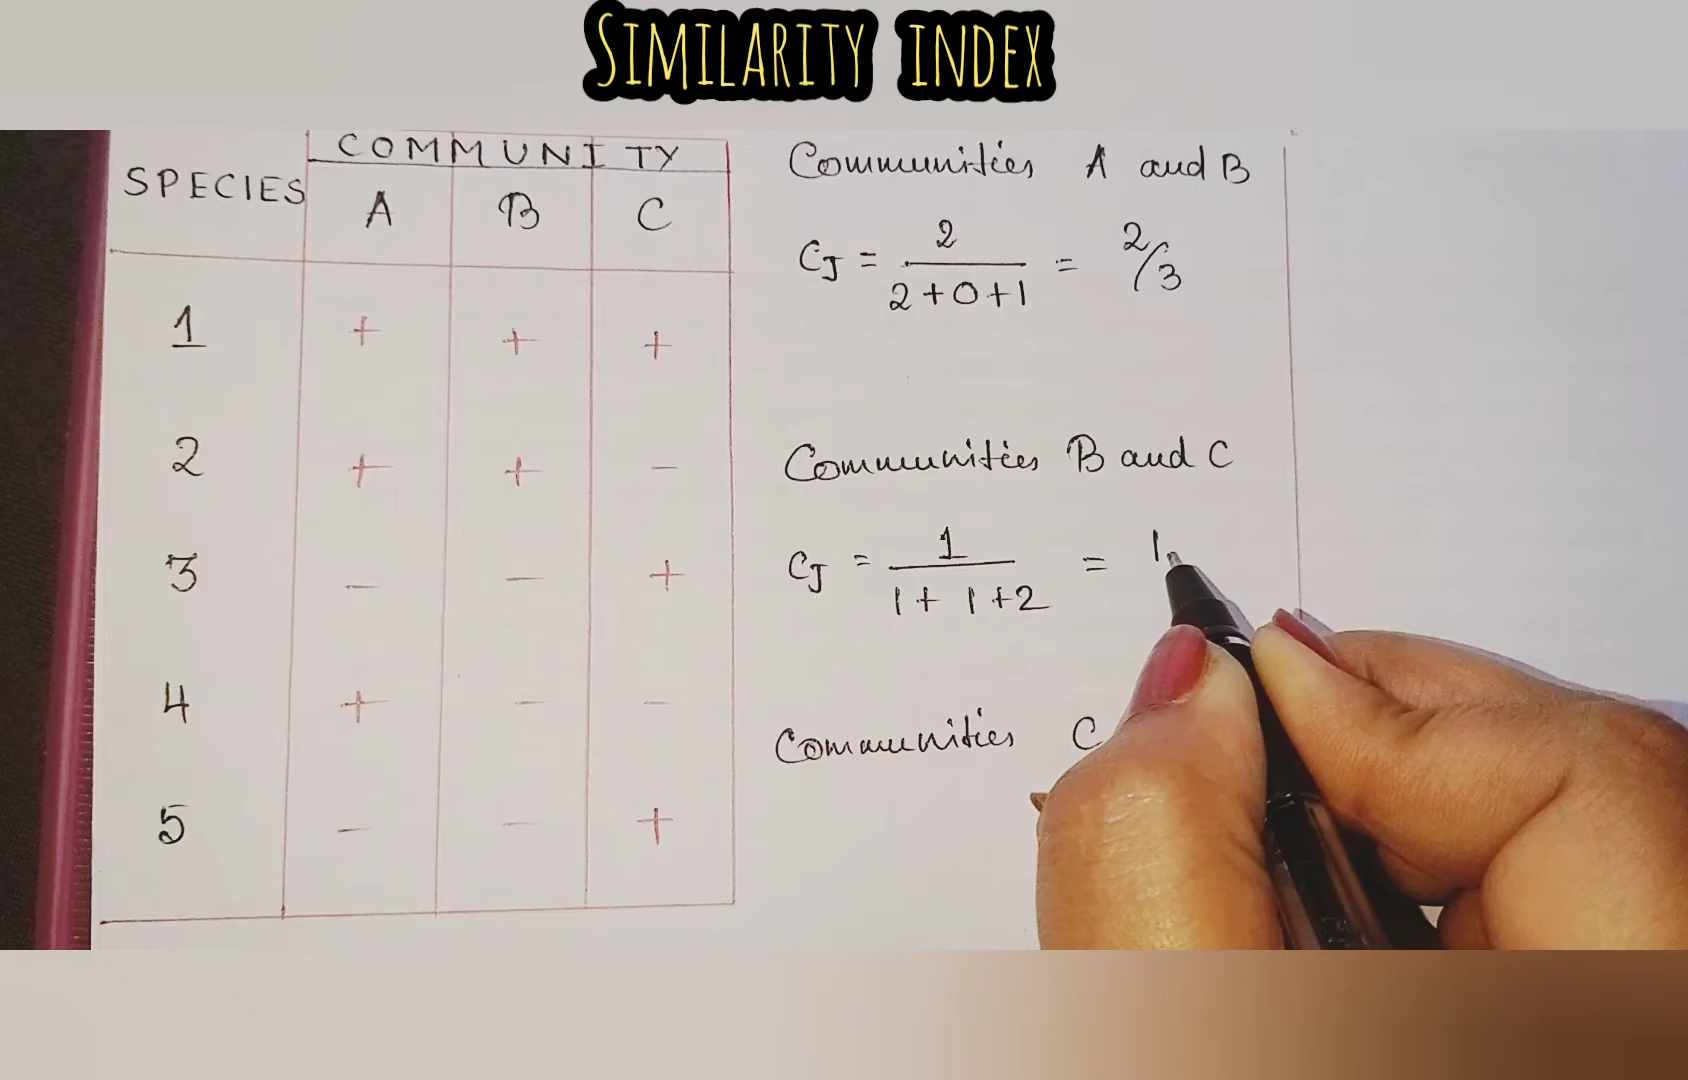 SIMILARITY INDEX
SPECIES
COMMUNITY
A B C
1 + + +
2 + + −
3 − − +
4 + − −
5 − − +
Communities A and B
CJ = 2 / 2+0+1 = 2/3
Communities B and C
CJ = 1 / 1+1+2 = 1
Communities C